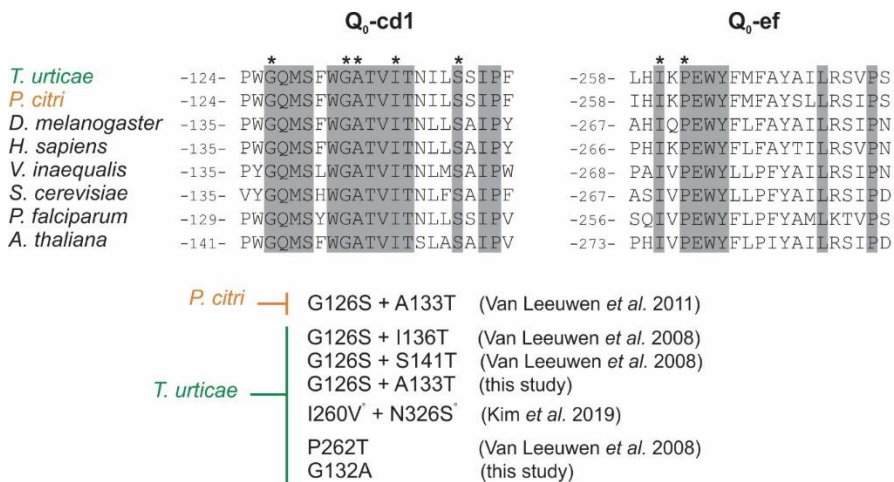 Q₀-cd1 Q₀-ef
* ** * * * *
T. urticae -124- PWGQMSFWGATVITNILSSIPF -258- LHIKPEWYFMFAYAILRSVPS
P. citri -124- PWGQMSFWGATVITNILSSIPF -258- IHIKPEWYFMFAYSLLRSIPS
D. melanogaster -135- PWGQMSFWGATVITNLLSAIPY -267- AHIQPEWYFLFAYAILRSIPN
H. sapiens -135- PWGQMSFWGATVITNLLSAIPY -266- PHIKPEWYFLFAYTILRSVPN
V. inaequalis -135- PYGQMSLWGATVITNLMSAIPW -268- PAIVPEWYLLPFYAILRSIPN
S. cerevisiae -135- VYGQMSHWGATVITNLFSAIPF -267- ASIVPEWYLLPFYAILRSIPD
P. falciparum -129- PWGQMSYWGATVITNLLSSIPV -256- SQIVPEWYFLPFYAMLKTVPS
A. thaliana -141- PWGQMSFWGATVITSLASAIPV -273- PHIVPEWYFLPIYAILRSIPD
P. citri G126S + A133T (Van Leeuwen et al. 2011)
G126S + I136T (Van Leeuwen et al. 2008)
G126S + S141T (Van Leeuwen et al. 2008)
T. urticae G126S + A133T (this study)
I260V° + N326S° (Kim et al. 2019)
P262T (Van Leeuwen et al. 2008)
G132A (this study)